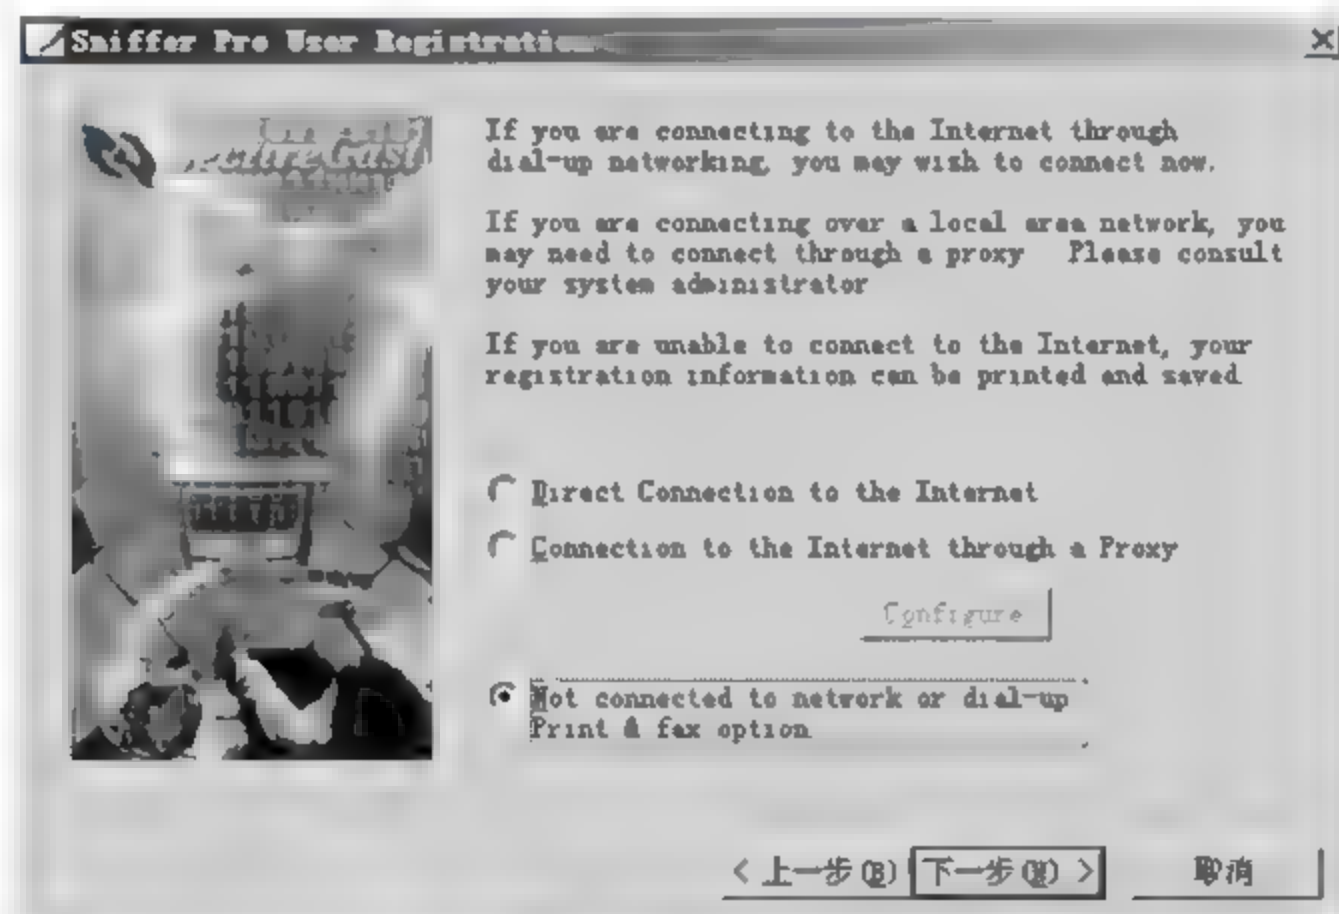 Sniffer Pro User Registration
If you are connecting to the Internet through
dial-up networking, you may wish to connect now.
If you are connecting over a local area network, you
may need to connect through a proxy Please consult
your system administrator
If you are unable to connect to the Internet, your
registration information can be printed and saved
Direct Connection to the Internet
Connection to the Internet through a Proxy
Configure
Not connected to network or dial-up
Print & fax option
< 上一步(B) 下一步(N) > 取消